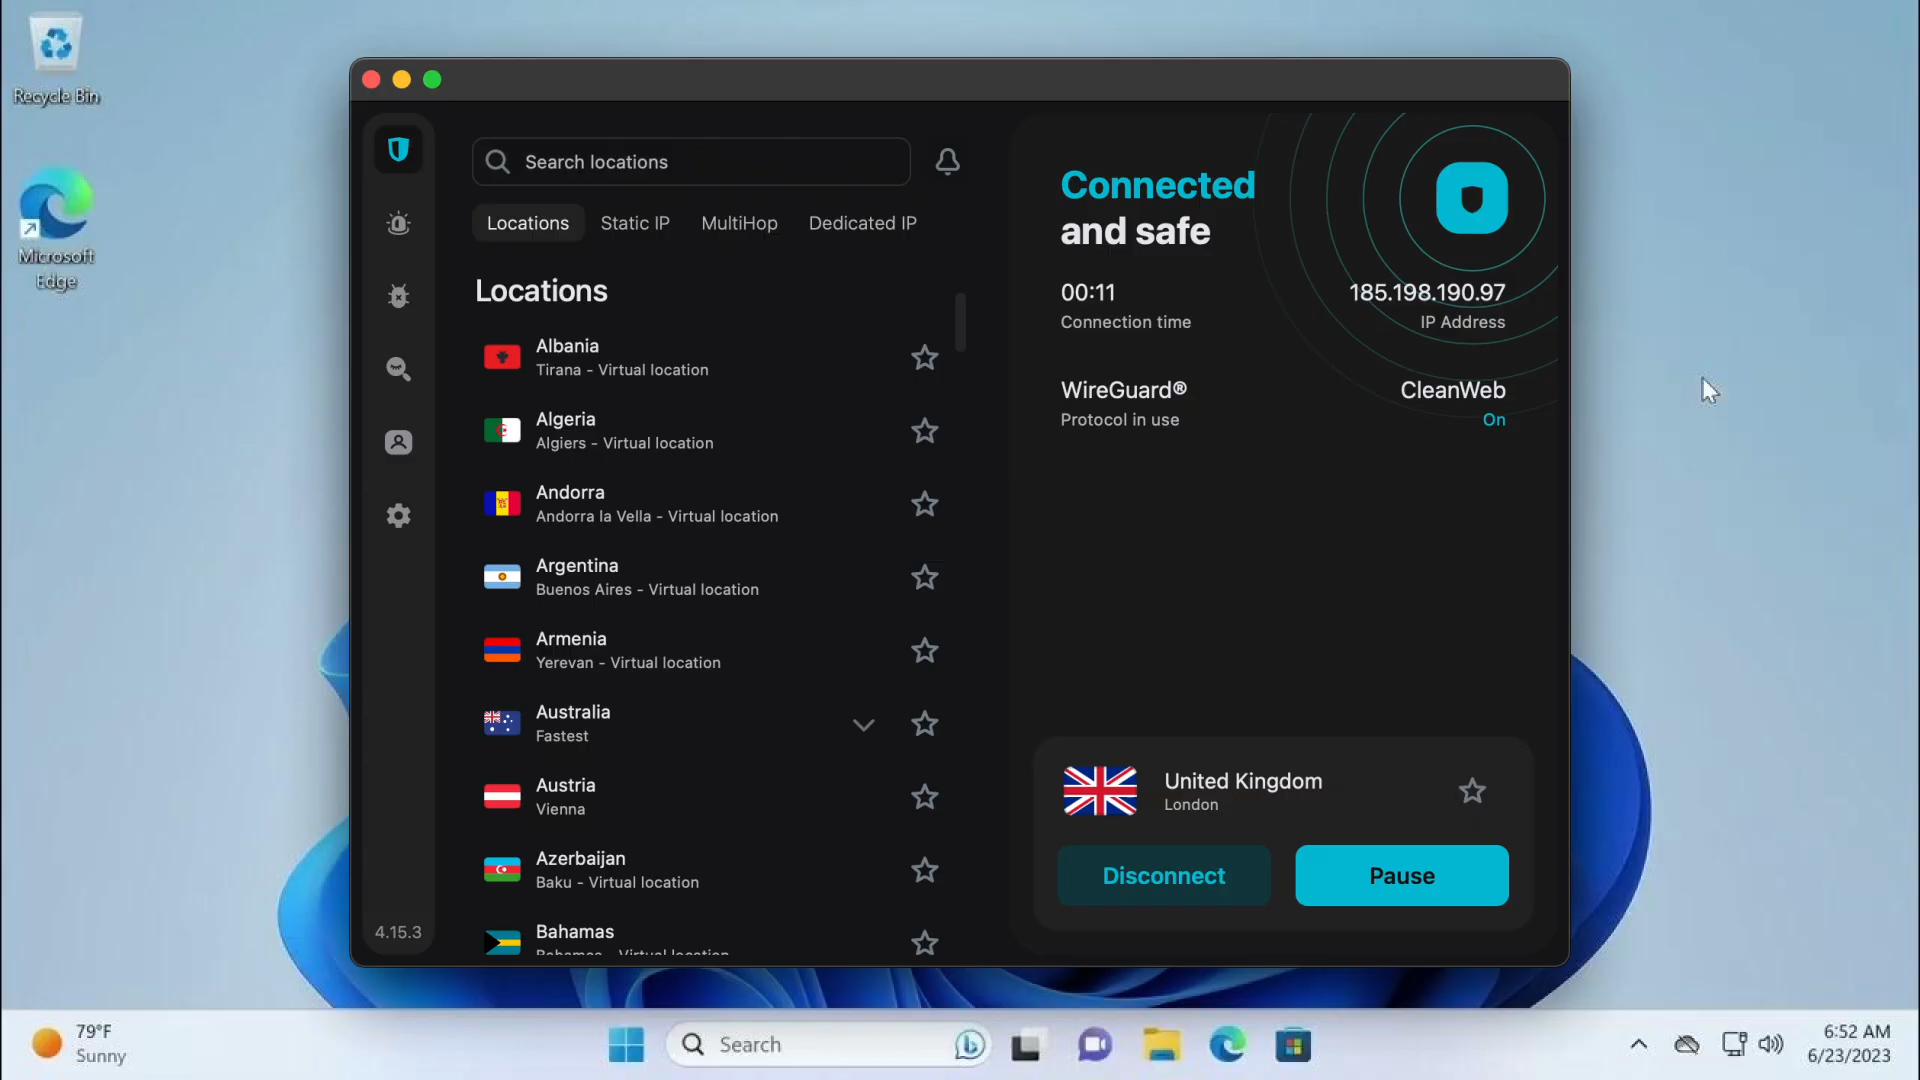 Recycle Bin
Microsoft
Edge
Search locations
Locations Static IP MultiHop Dedicated IP
Locations
Albania
Tirana - Virtual location
Algeria
Algiers - Virtual location
Andorra
Andorra la Vella - Virtual location
Argentina
Buenos Aires - Virtual location
Armenia
Yerevan - Virtual location
Australia
Fastest
Austria
Vienna
Azerbaijan
Baku - Virtual location
Bahamas
Bahamas - Virtual location
4.15.3
Connected
and safe
00:11
Connection time
185.198.190.97
IP Address
WireGuard®
Protocol in use
CleanWeb
On
United Kingdom
London
Disconnect
Pause
79°F
Sunny
Search
6:52 AM
6/23/2023